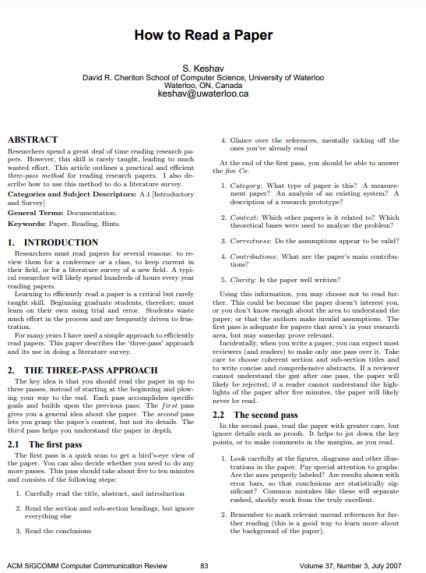 How to Read a Paper
S. Keshav
David R. Cheriton School of Computer Science, University of Waterloo
Waterloo, ON, Canada
keshav@uwaterloo.ca
ABSTRACT
Researchers spend a great deal of time reading research pa-
pers. However, this skill is rarely taught, leading to much
wasted effort. This article outlines a practical and efficient
three-pass method for reading research papers. I also de-
scribe how to use this method to do a literature survey.
Categories and Subject Descriptors: A.1 [Introductory
and Survey]
General Terms: Documentation.
Keywords: Paper, Reading, Hints.
1. INTRODUCTION
Researchers must read papers for several reasons: to re-
view them for a conference or a class, to keep current in
their field, or for a literature survey of a new field. A typi-
cal researcher will likely spend hundreds of hours every year
reading papers.
Learning to efficiently read a paper is a critical but rarely
taught skill. Beginning graduate students, therefore, must
learn on their own using trial and error. Students waste
much effort in the process and are frequently driven to frus-
tration.
For many years I have used a simple approach to efficiently
read papers. This paper describes the 'three-pass' approach
and its use in doing a literature survey.
2. THE THREE-PASS APPROACH
The key idea is that you should read the paper in up to
three passes, instead of starting at the beginning and plow-
ing your way to the end. Each pass accomplishes specific
goals and builds upon the previous pass: The first pass
gives you a general idea about the paper. The second pass
lets you grasp the paper's content, but not its details. The
third pass helps you understand the paper in depth.
2.1 The first pass
The first pass is a quick scan to get a bird's-eye view of
the paper. You can also decide whether you need to do any
more passes. This pass should take about five to ten minutes
and consists of the following steps:
1. Carefully read the title, abstract, and introduction
2. Read the section and sub-section headings, but ignore
everything else
3. Read the conclusions
4. Glance over the references, mentally ticking off the
ones you've already read
At the end of the first pass, you should be able to answer
the five Cs:
1. Category: What type of paper is this? A measure-
ment paper? An analysis of an existing system? A
description of a research prototype?
2. Context: Which other papers is it related to? Which
theoretical bases were used to analyze the problem?
3. Correctness: Do the assumptions appear to be valid?
4. Contributions: What are the paper's main contribu-
tions?
5. Clarity: Is the paper well written?
Using this information, you may choose not to read fur-
ther. This could be because the paper doesn't interest you,
or you don't know enough about the area to understand the
paper, or that the authors make invalid assumptions. The
first pass is adequate for papers that aren't in your research
area, but may someday prove relevant.
Incidentally, when you write a paper, you can expect most
reviewers (and readers) to make only one pass over it. Take
care to choose coherent section and sub-section titles and
to write concise and comprehensive abstracts. If a reviewer
cannot understand the gist after one pass, the paper will
likely be rejected; if a reader cannot understand the high-
lights of the paper after five minutes, the paper will likely
never be read.
2.2 The second pass
In the second pass, read the paper with greater care, but
ignore details such as proofs. It helps to jot down the key
points, or to make comments in the margins, as you read.
1. Look carefully at the figures, diagrams and other illus-
trations in the paper. Pay special attention to graphs.
Are the axes properly labeled? Are results shown with
error bars, so that conclusions are statistically sig-
nificant? Common mistakes like these will separate
rushed, shoddy work from the truly excellent.
2. Remember to mark relevant unread references for fur-
ther reading (this is a good way to learn more about
the background of the paper).
ACM SIGCOMM Computer Communication Review
83
Volume 37, Number 3, July 2007